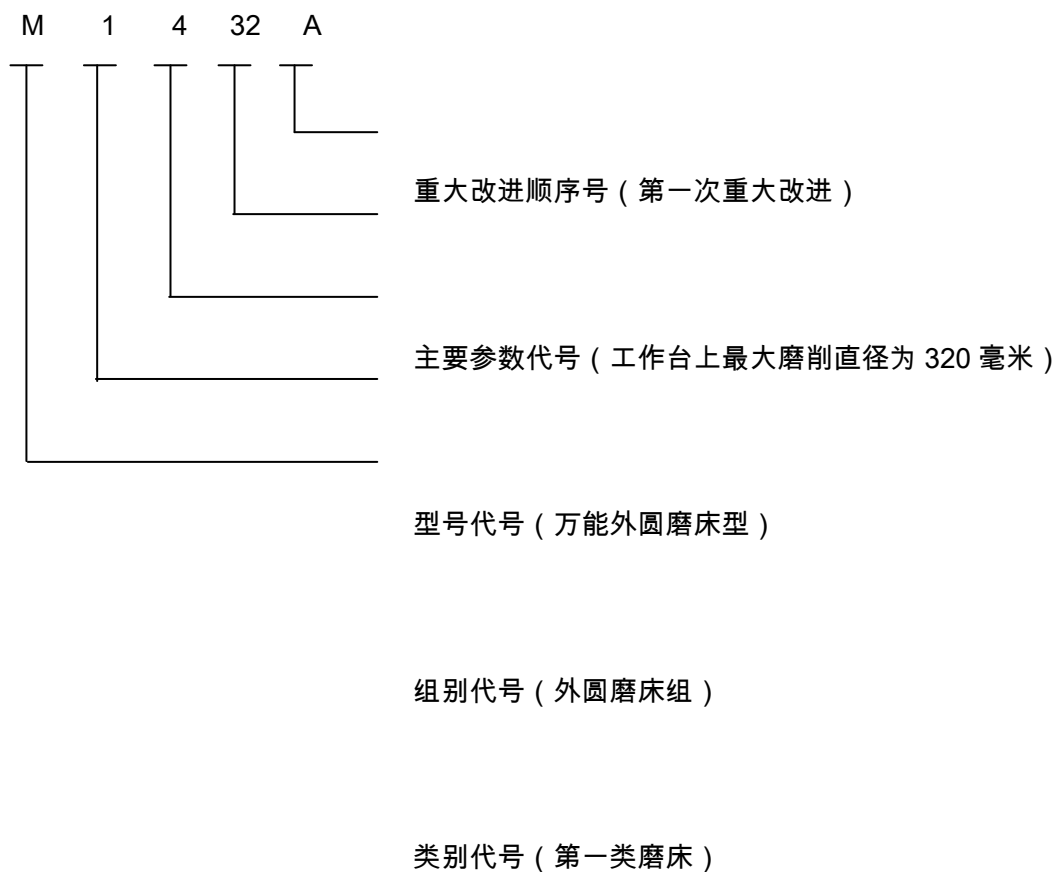 M 1 4 32 A
重大改进顺序号（第一次重大改进）
主要参数代号（工作台上最大磨削直径为 320 毫米）
型号代号（万能外圆磨床型）
组别代号（外圆磨床组）
类别代号（第一类磨床）